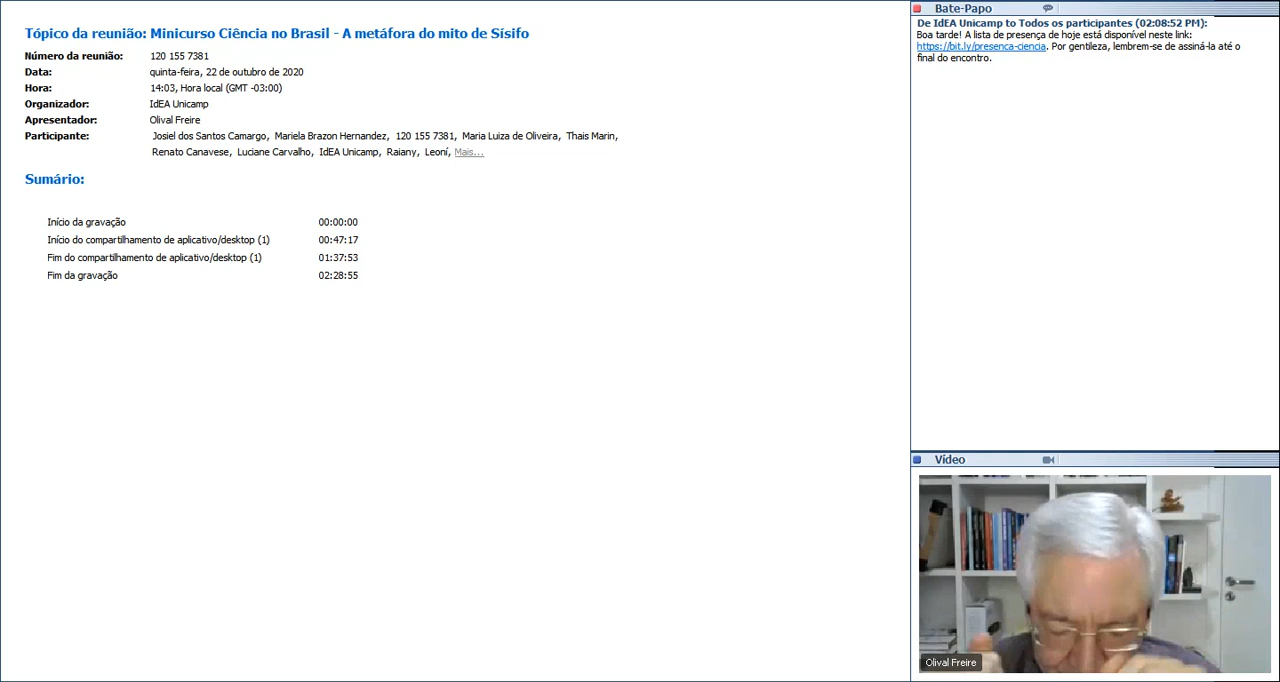 Tópico da reunião: Minicurso Ciência no Brasil - A metáfora do mito de Sísifo
Número da reunião: 120 155 7381
Data: quinta-feira, 22 de outubro de 2020
Hora: 14:03, Hora local (GMT -03:00)
Organizador: IdEA Unicamp
Apresentador: Olival Freire
Participante: Josiel dos Santos Camargo, Mariela Brazon Hernandez, 120 155 7381, Maria Luiza de Oliveira, Thais Marin,
Renato Canavese, Luciane Carvalho, IdEA Unicamp, Raiany, Leoní, Mais...
Sumário:
Início da gravação 00:00:00
Início do compartilhamento de aplicativo/desktop (1) 00:47:17
Fim do compartilhamento de aplicativo/desktop (1) 01:37:53
Fim da gravação 02:28:55
Bate-Papo
De IdEA Unicamp to Todos os participantes (02:08:52 PM):
Boa tarde! A lista de presença de hoje está disponível neste link:
https://bit.ly/presenca-ciencia. Por gentileza, lembrem-se de assiná-la até o
final do encontro.
Vídeo
Olival Freire